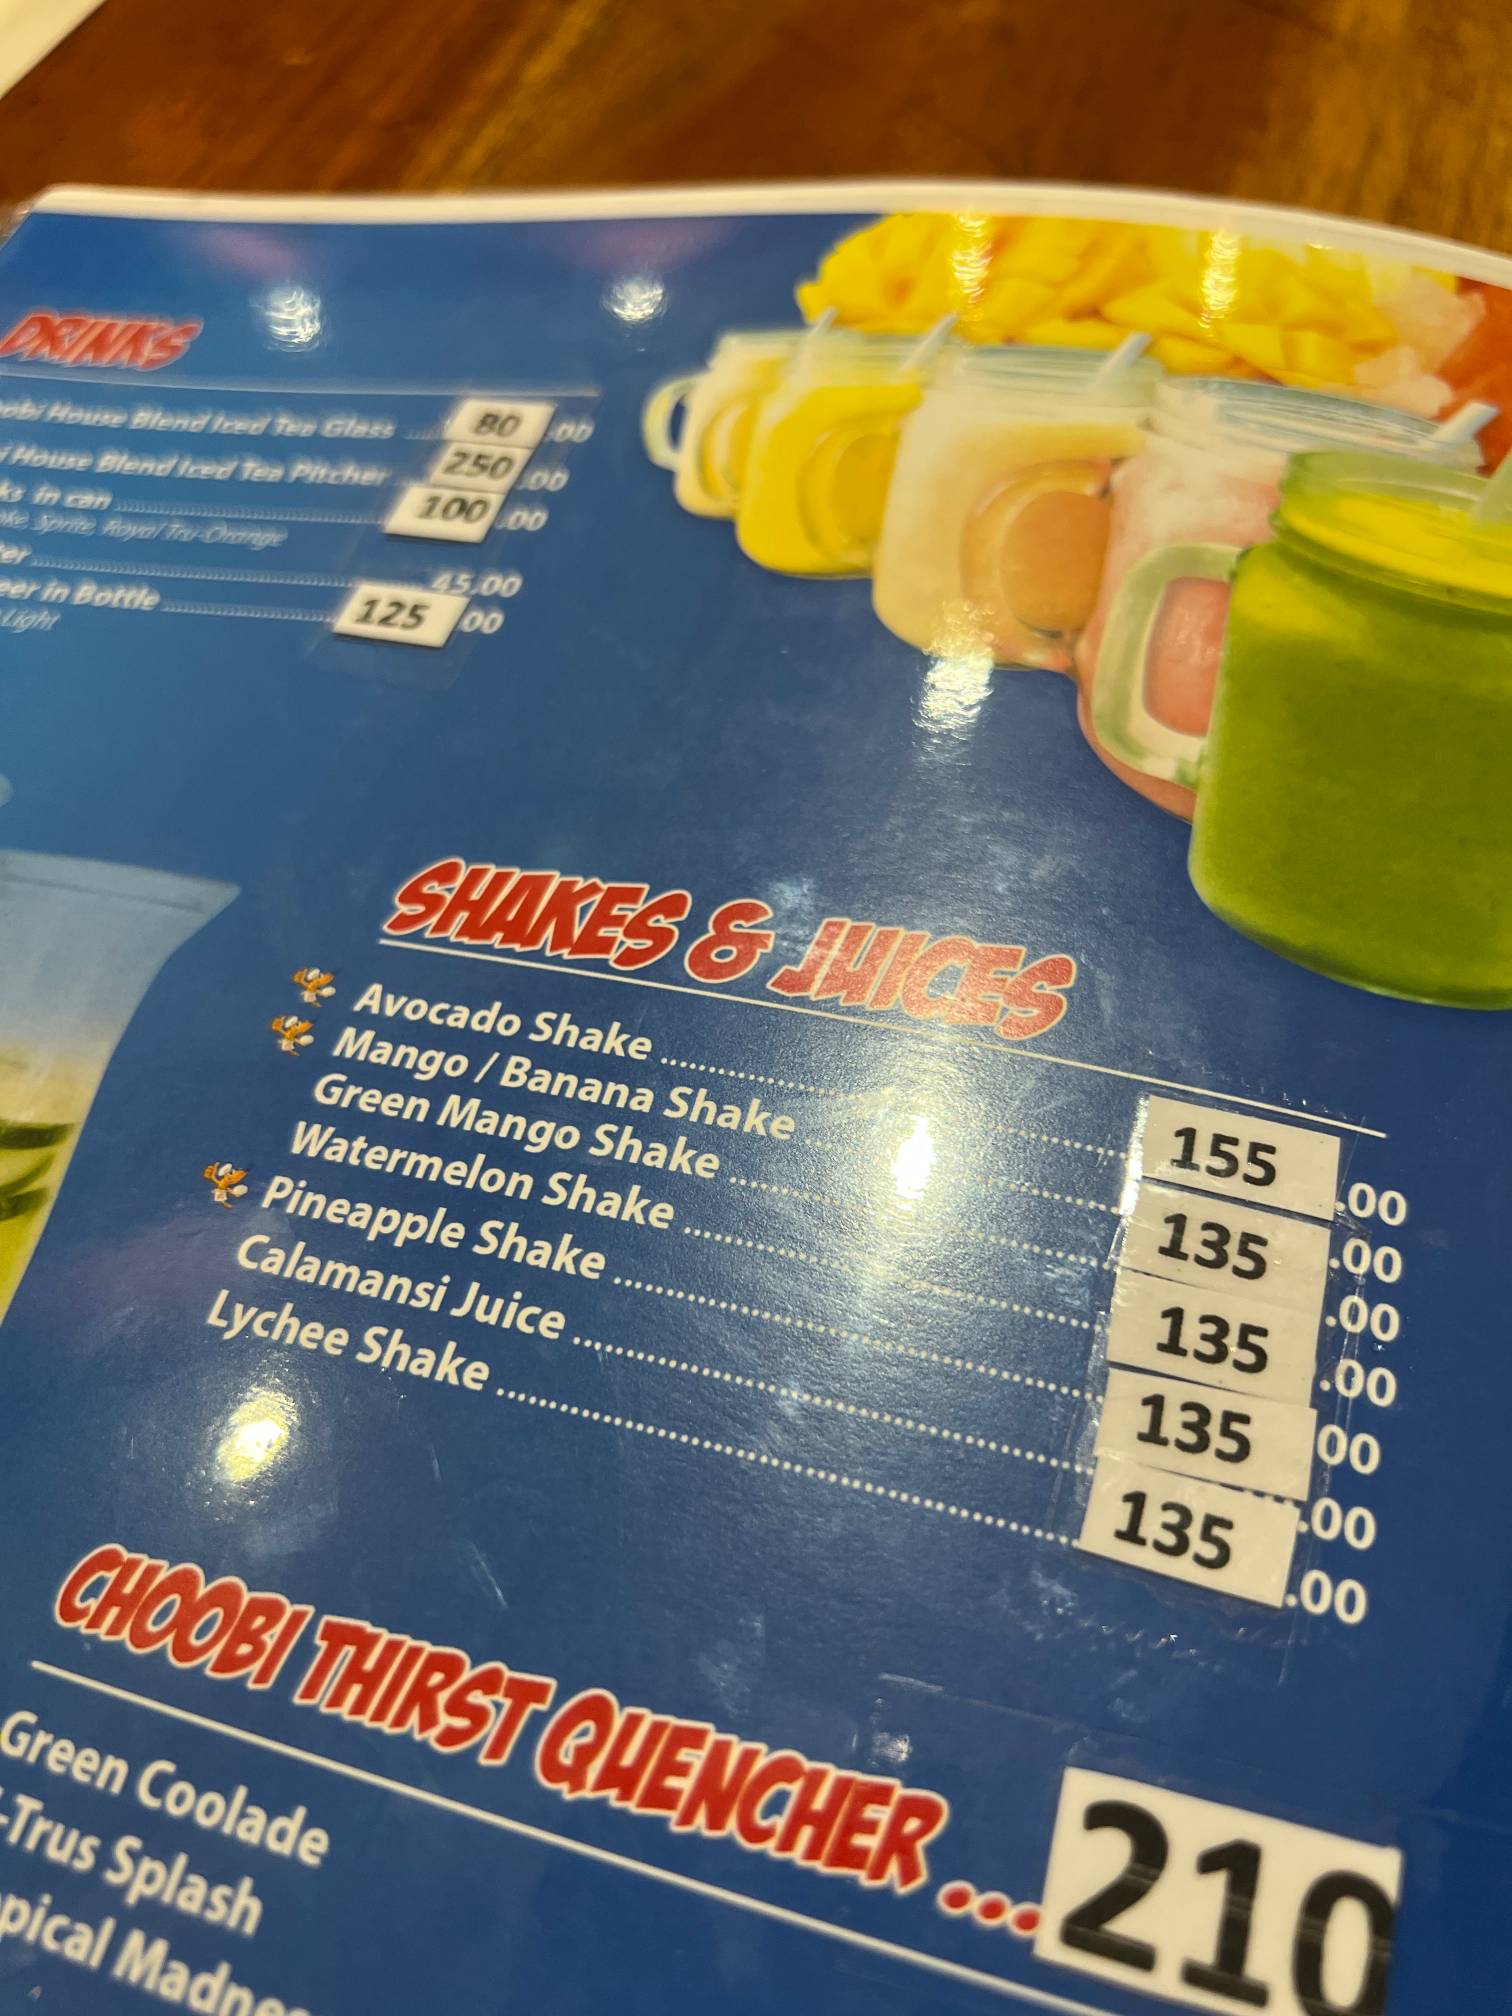 DRINKS
House Blend Iced Tea Glass .... 80 .00
House Blend Iced Tea Pitcher 250 .00
in can .......... 100 .00
Sprite, Royal Tru-Orange
.......... 45.00
in Bottle .......... 125 00
Light
SHAKES & JUICES
Avocado Shake .......... 155 .00
Mango / Banana Shake .......... 135 .00
Green Mango Shake .......... 135 .00
Watermelon Shake .......... 135 .00
Pineapple Shake .......... 135 00
Calamansi Juice .......... .00
Lychee Shake .......... .00
CHOOBI THIRST QUENCHER ... 210
Green Coolade
-Trus Splash